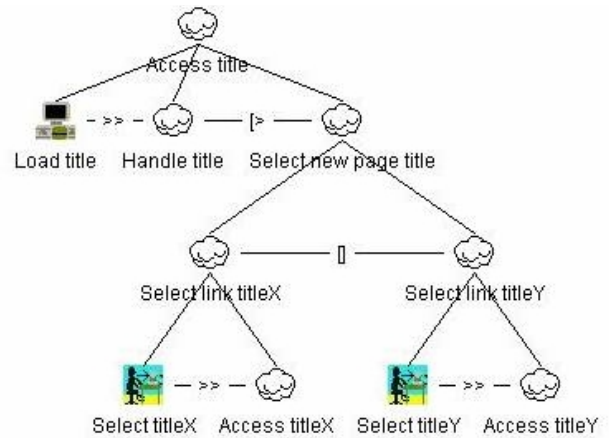 Access title
>> [>
Load title Handle title Select new page title
[]
Select link titleX Select link titleY
>> >>
Select titleX Access titleX Select titleY Access titleY